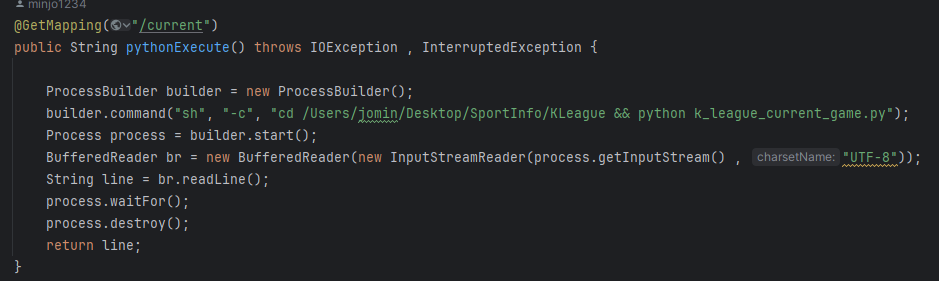 minjo1234
@GetMapping("/current")
public String pythonExecute() throws IOException , InterruptedException {
ProcessBuilder builder = new ProcessBuilder();
builder.command("sh", "-c", "cd /Users/jomin/Desktop/SportInfo/KLeague && python k_league_current_game.py");
Process process = builder.start();
BufferedReader br = new BufferedReader(new InputStreamReader(process.getInputStream() , charsetName: "UTF-8"));
String line = br.readLine();
process.waitFor();
process.destroy();
return line;
}